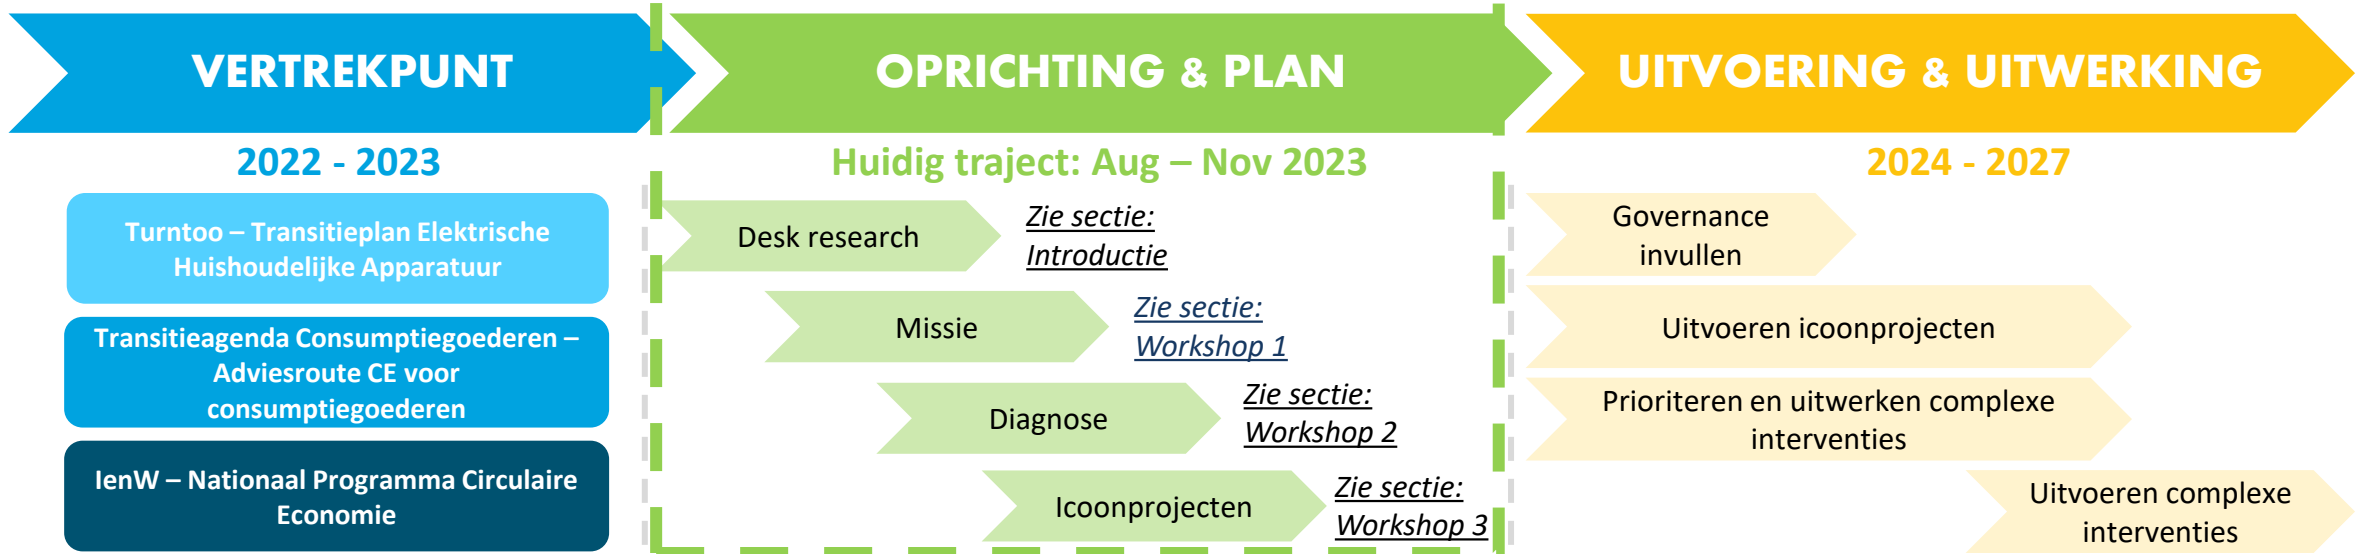 VERTREKPUNT
2022 - 2023
Turntoo – Transitieplan Elektrische
Huishoudelijke Apparatuur
Transitieagenda Consumptiegoederen –
Adviesroute CE voor
consumptiegoederen
IenW – Nationaal Programma Circulaire
Economie
OPRICHTING & PLAN
Huidig traject: Aug – Nov 2023
Desk research
Zie sectie:
Introductie
Missie
Zie sectie:
Workshop 1
Diagnose
Zie sectie:
Workshop 2
Icoonprojecten
Zie sectie:
Workshop 3
UITVOERING & UITWERKING
2024 - 2027
Governance
invullen
Uitvoeren icoonprojecten
Prioriteren en uitwerken complexe
interventies
Uitvoeren complexe
interventies